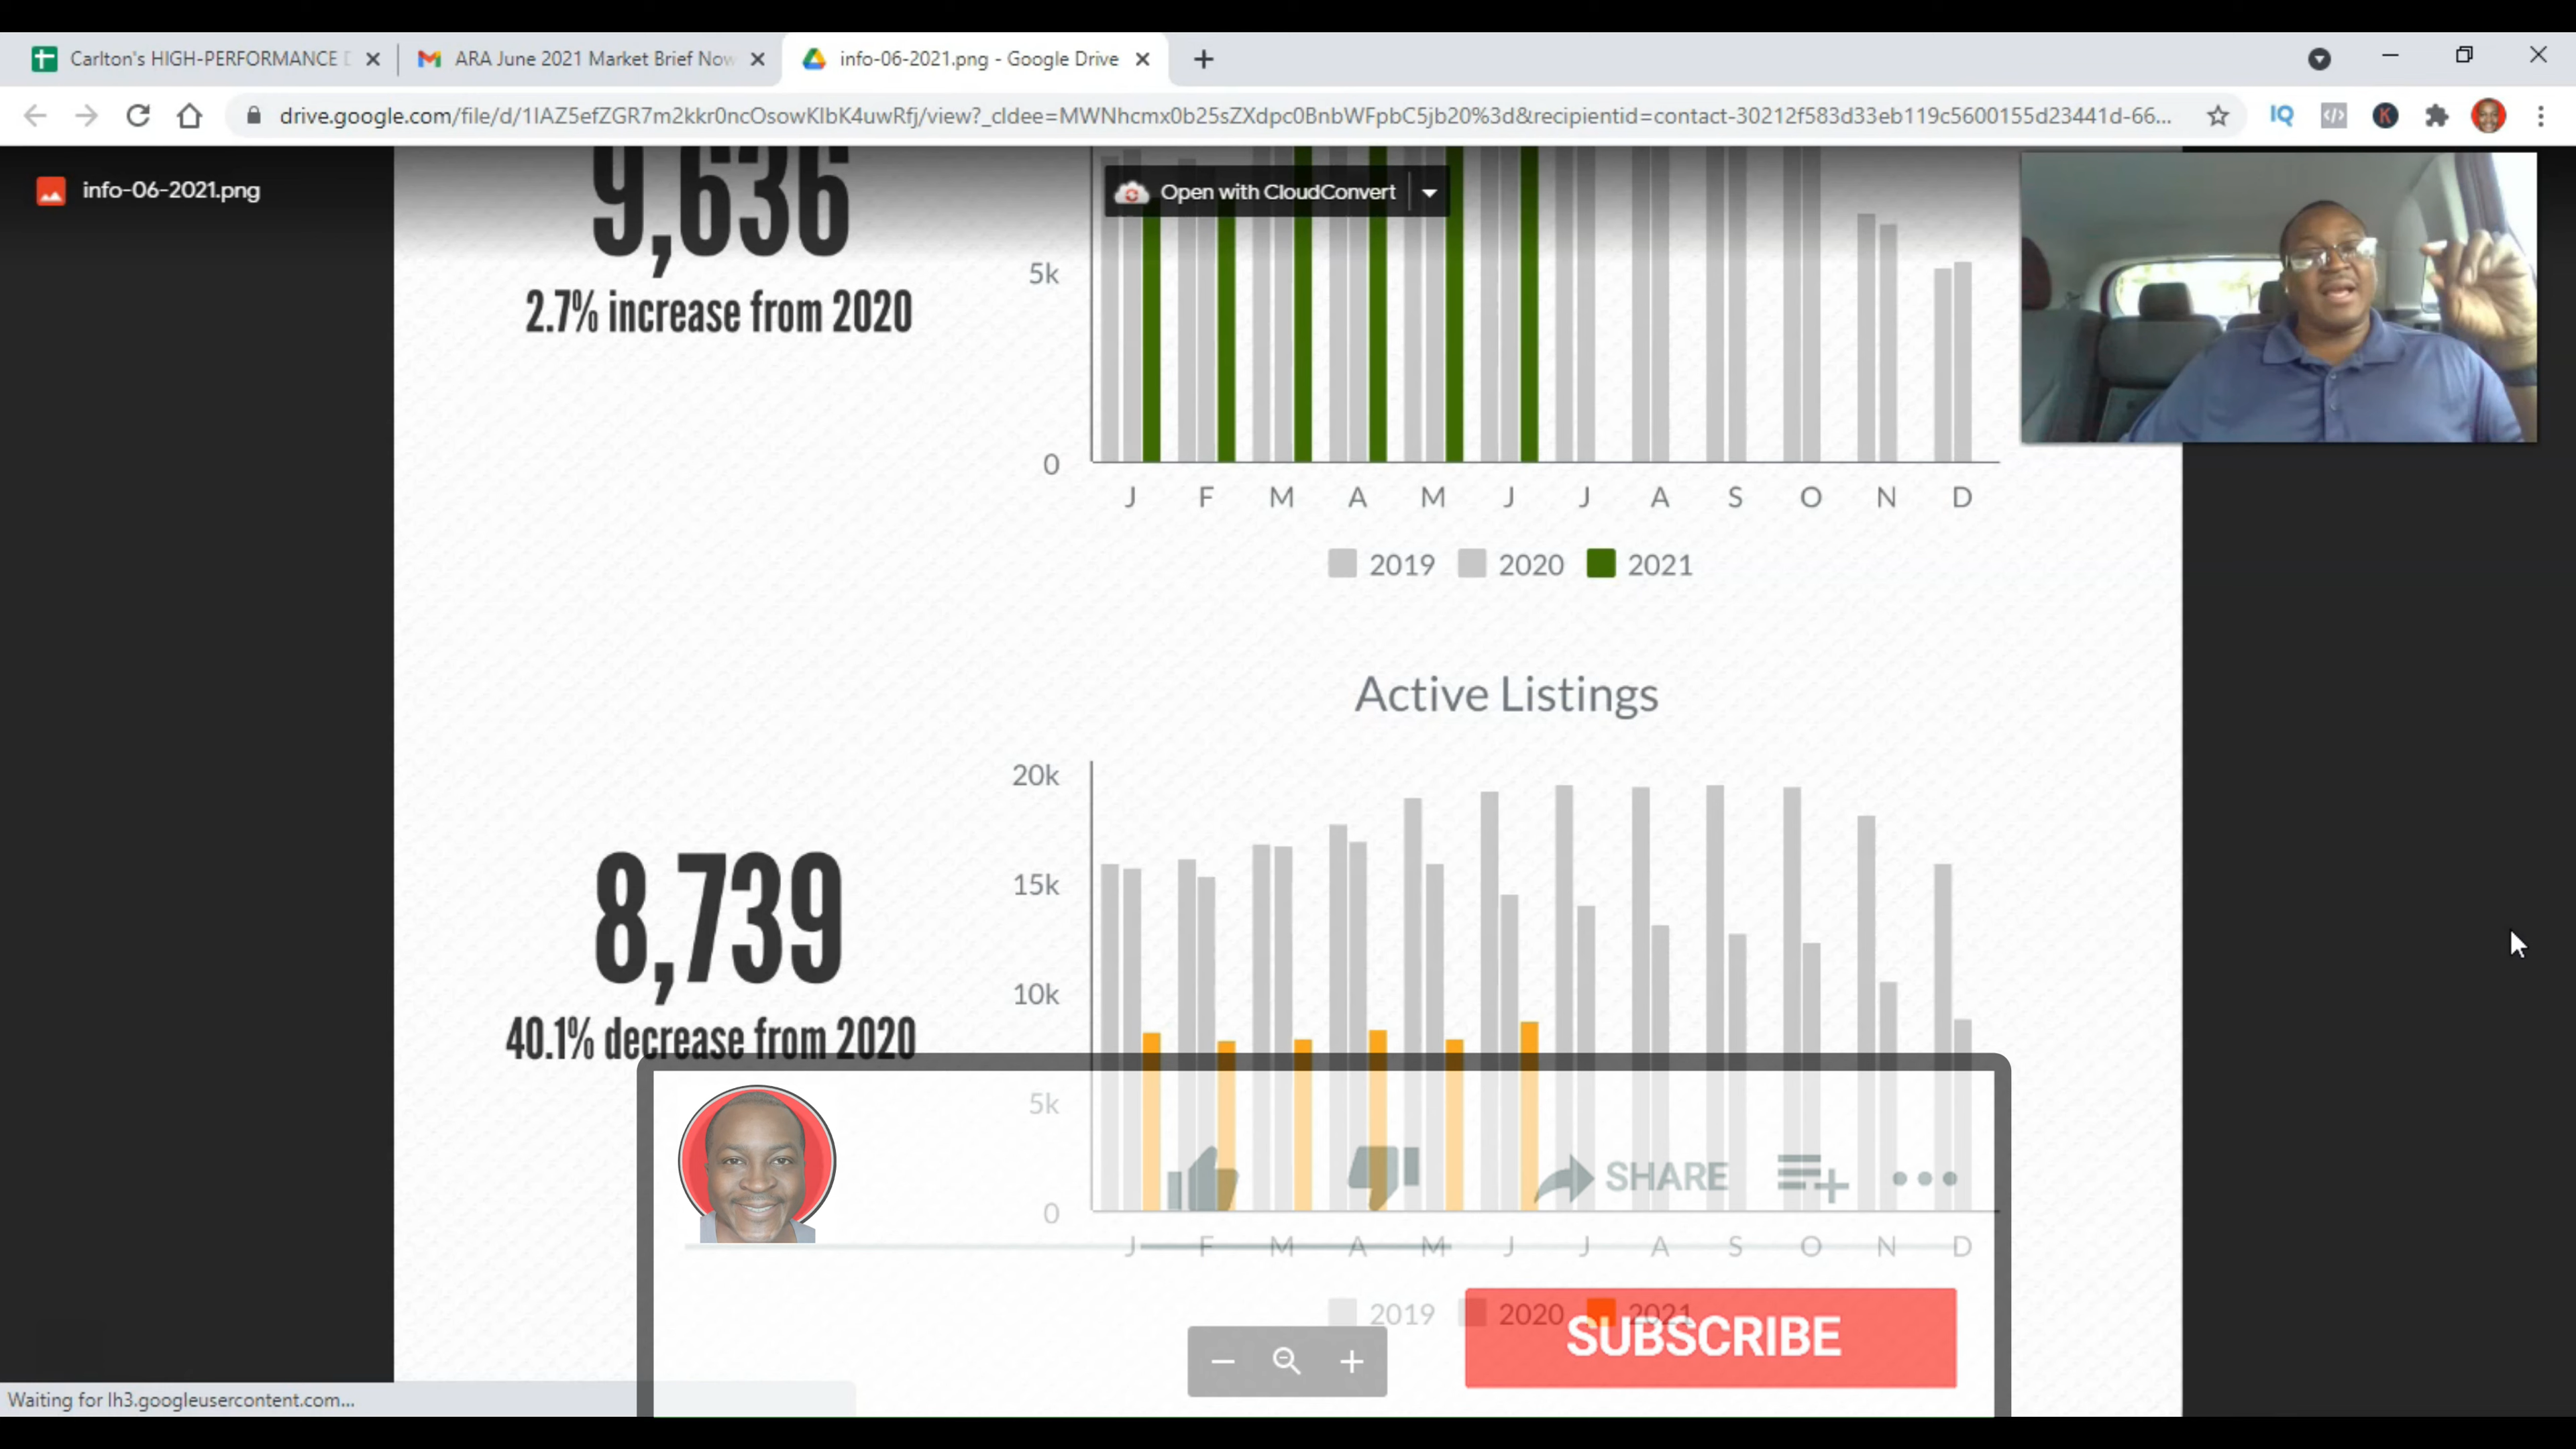 Carlton's HIGH-PERFORMANCE D
ARA June 2021 Market Brief Now
info-06-2021.png - Google Drive
drive.google.com/file/d/1IAZ5efZGR7m2kkr0ncOsowKIbK4uwRfj/view?_cldee=MWNhcmx0b25sZXdpc0BnbWFpbC5jb20%3d&recipientid=contact-30212f583d33eb119c5600155d23441d-66...
IQ
K
info-06-2021.png
Open with CloudConvert
9,636
2.7% increase from 2020
5k
0
J F M A M J J A S O N D
2019 2020 2021
Active Listings
20k
15k
10k
5k
0
8,739
40.1% decrease from 2020
SHARE
J F M A M J J A S O N D
2019 2020 2021
SUBSCRIBE
Waiting for lh3.googleusercontent.com...